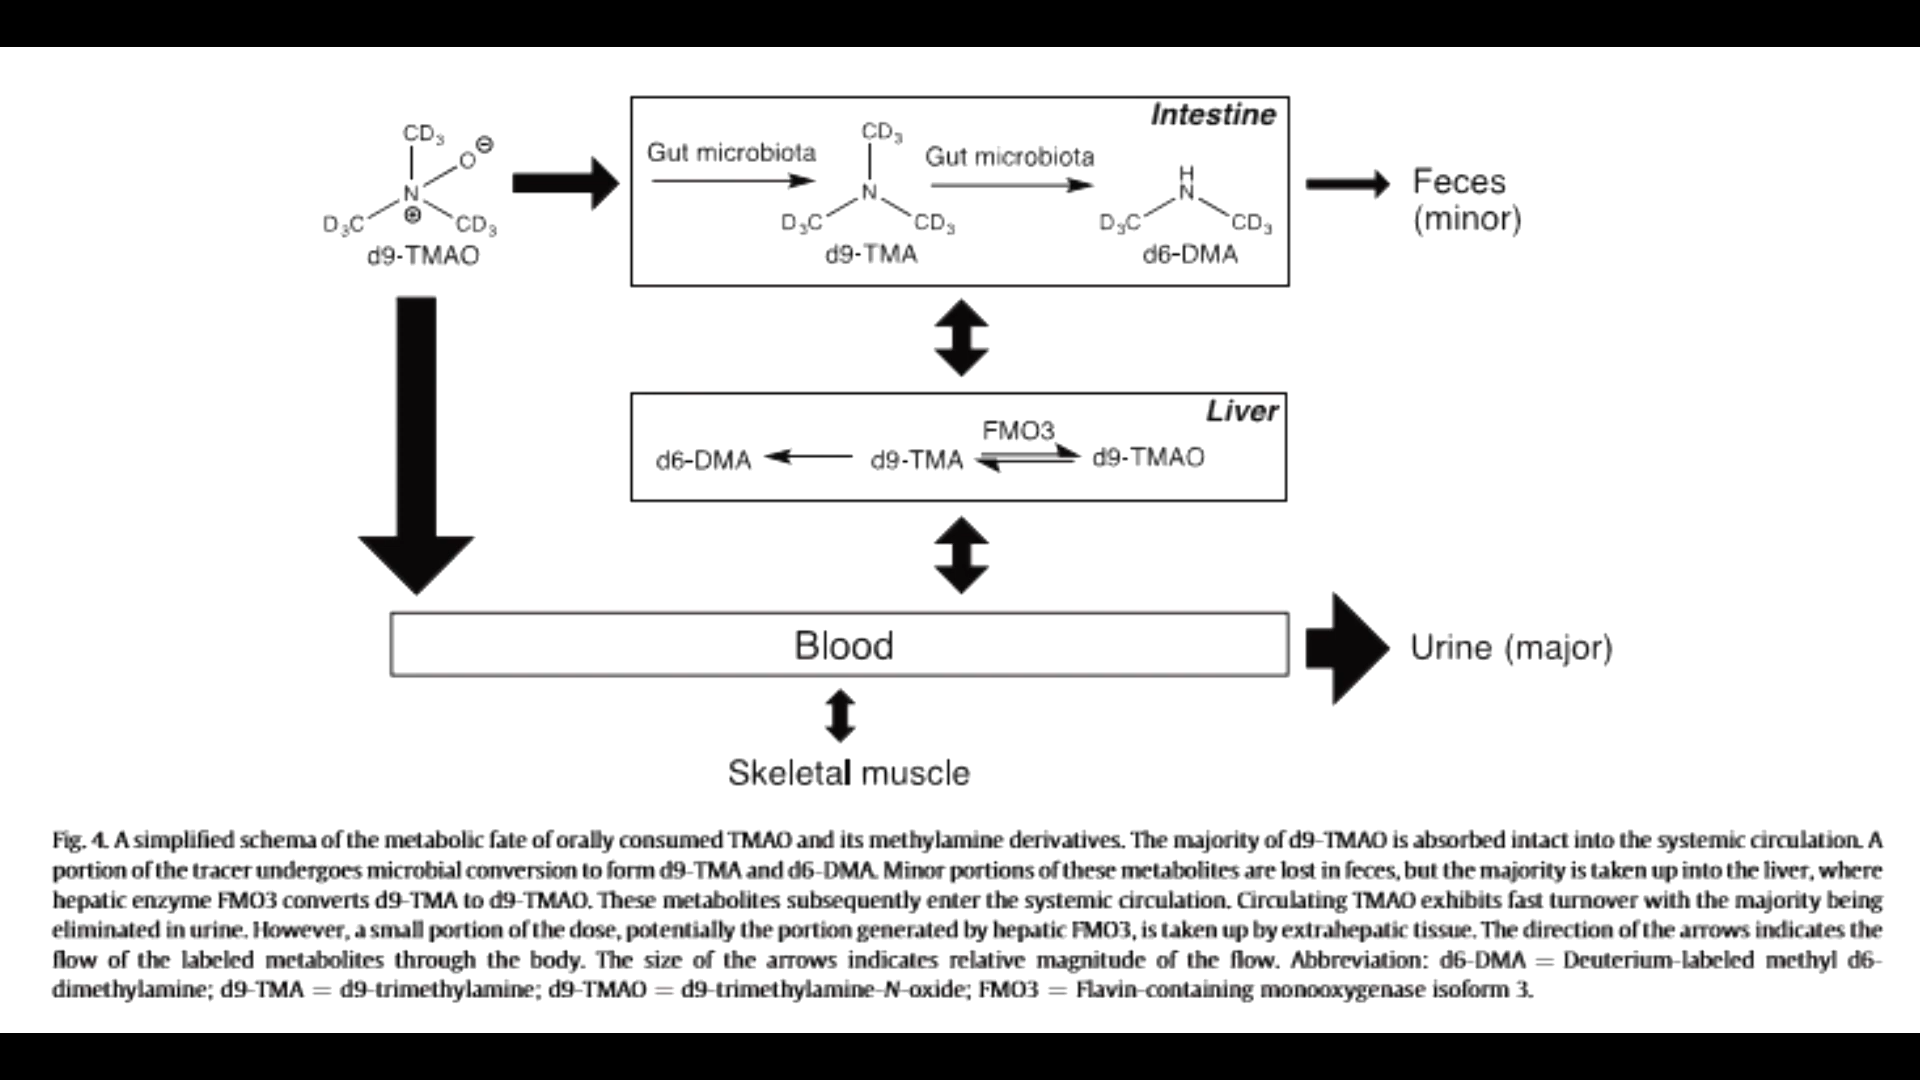 Intestine
CD₃
O⊖
N
⊕
D₃C
CD₃
d9-TMAO
Gut microbiota
CD₃
N
D₃C
CD₃
d9-TMA
Gut microbiota
H
N
D₃C
CD₃
d6-DMA
Feces
(minor)
Liver
FMO3
d6-DMA
d9-TMA
d9-TMAO
Blood
Urine (major)
Skeletal muscle
Fig. 4. A simplified schema of the metabolic fate of orally consumed TMAO and its methylamine derivatives. The majority of d9-TMAO is absorbed intact into the systemic circulation. A
portion of the tracer undergoes microbial conversion to form d9-TMA and d6-DMA. Minor portions of these metabolites are lost in feces, but the majority is taken up into the liver, where
hepatic enzyme FMO3 converts d9-TMA to d9-TMAO. These metabolites subsequently enter the systemic circulation. Circulating TMAO exhibits fast turnover with the majority being
eliminated in urine. However, a small portion of the dose, potentially the portion generated by hepatic FMO3, is taken up by extrahepatic tissue. The direction of the arrows indicates the
flow of the labeled metabolites through the body. The size of the arrows indicates relative magnitude of the flow. Abbreviation: d6-DMA = Deuterium-labeled methyl d6-
dimethylamine; d9-TMA = d9-trimethylamine; d9-TMAO = d9-trimethylamine-N-oxide; FMO3 = Flavin-containing monooxygenase isoform 3.